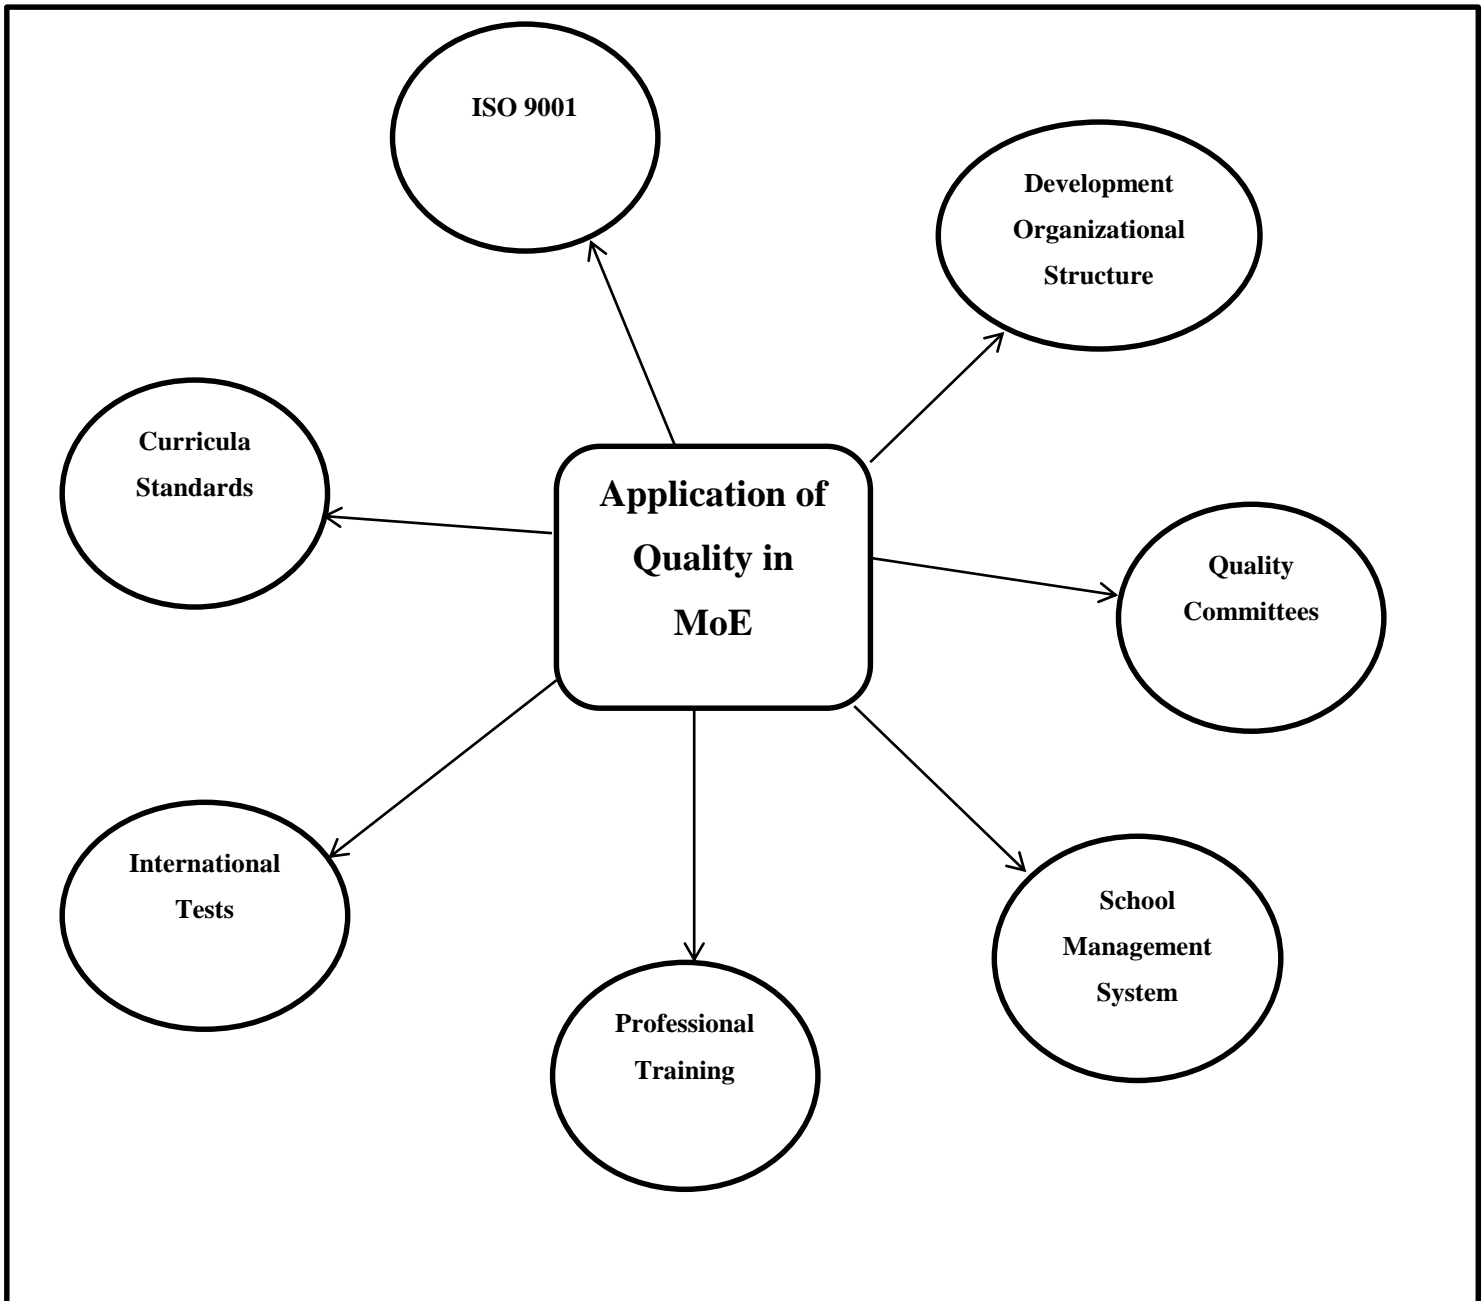 ISO 9001
Development
Organizational
Structure
Curricula
Standards
Application of
Quality in
MoE
Quality
Committees
International
Tests
School
Management
System
Professional
Training